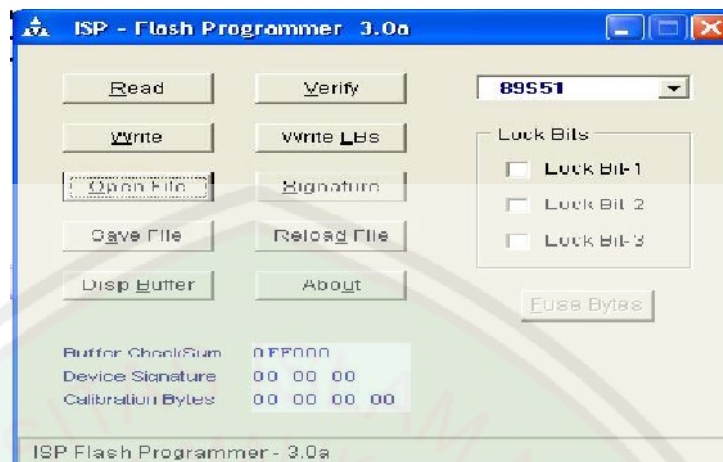 ISP - Flash Programmer 3.0a
Read
Verify
89S51
Write
Write LBs
Lock Bits
Lock Bit-1
Open File
Signature
Lock Bit-2
Save File
Reload File
Lock Bit-3
Disp Buffer
About
Fuse Bytes
Buffer CheckSum 0FF000
Device Signature 00 00 00
Calibration Bytes 00 00 00 00
ISP Flash Programmer - 3.0a